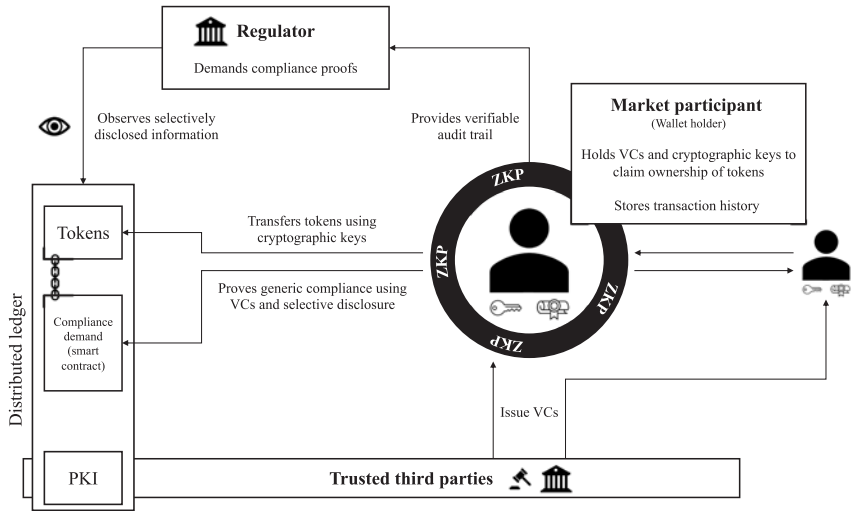 Regulator
Demands compliance proofs
Observes selectively
disclosed information
Provides verifiable
audit trail
Market participant
(Wallet holder)
Holds VCs and cryptographic keys to
claim ownership of tokens
Stores transaction history
ZKP
ZKP
ZKP
ZKP
Tokens
Transfers tokens using
cryptographic keys
Proves generic compliance using
VCs and selective disclosure
Compliance
demand
(smart
contract)
Distributed ledger
Issue VCs
PKI
Trusted third parties